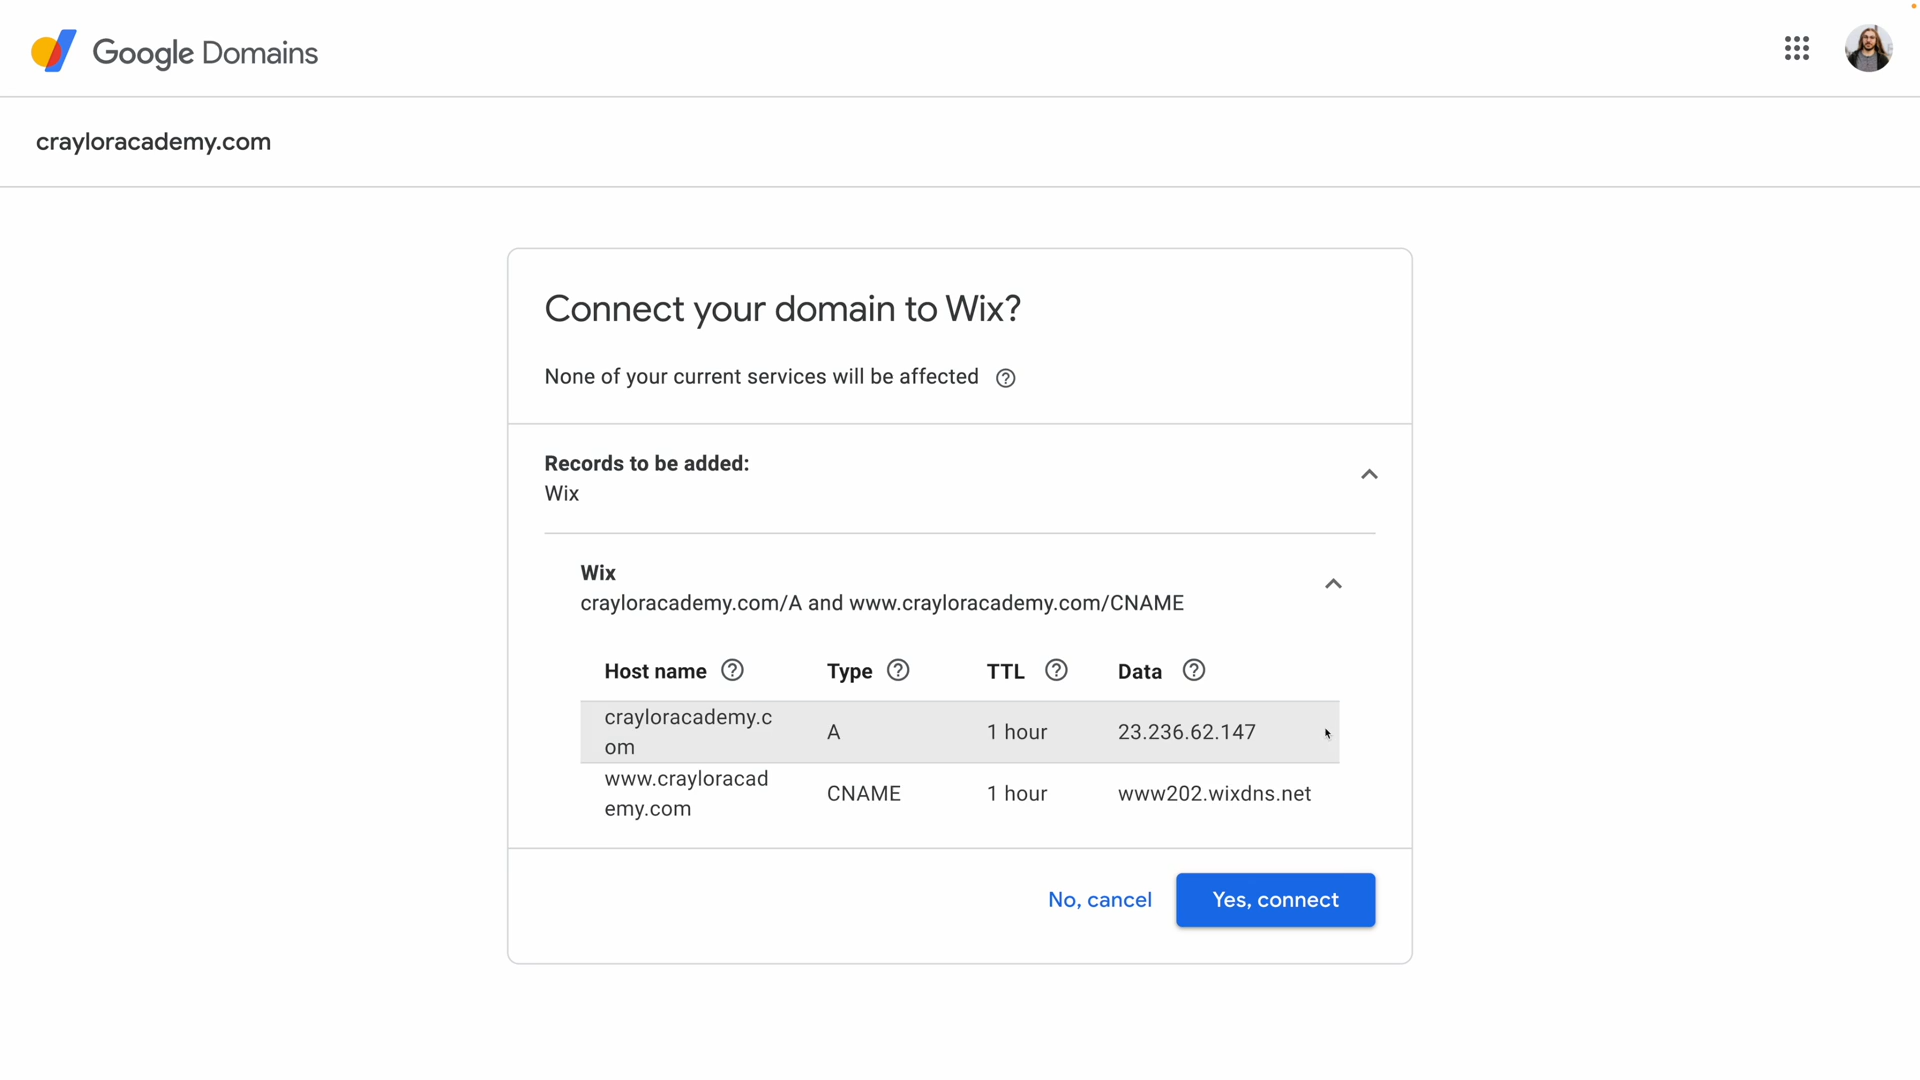 Google Domains
crayloracademy.com
Connect your domain to Wix?
None of your current services will be affected
Records to be added:
Wix
Wix
crayloracademy.com/A and www.crayloracademy.com/CNAME
Host name Type TTL Data
crayloracademy.c
om A 1 hour 23.236.62.147
www.crayloracad
emy.com CNAME 1 hour www202.wixdns.net
No, cancel Yes, connect